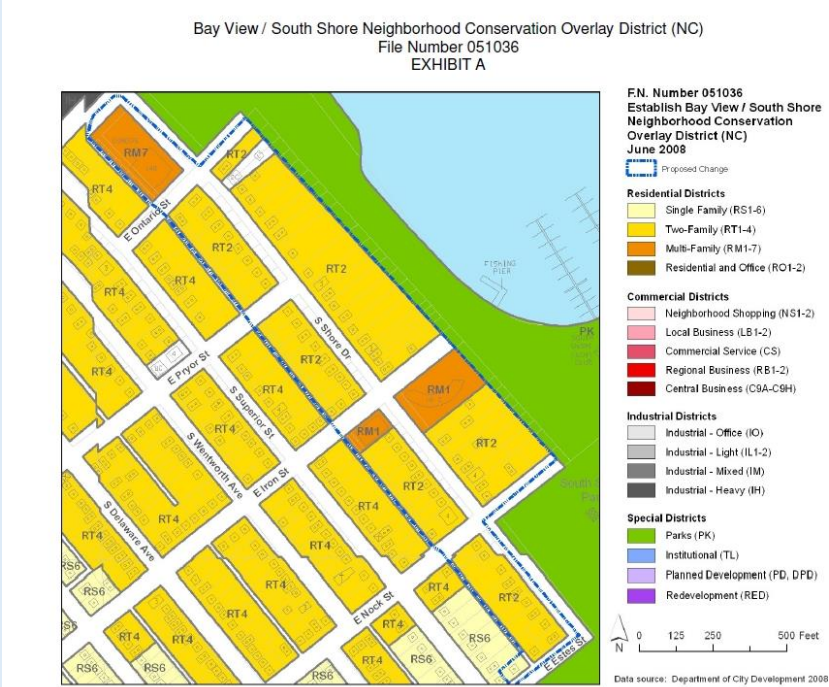 Bay View / South Shore Neighborhood Conservation Overlay District (NC)
File Number 051036
EXHIBIT A
F.N. Number 051036
Establish Bay View / South Shore
Neighborhood Conservation
Overlay District (NC)
June 2008
Proposed Change
Residential Districts
Single Family (RS1-6)
Two-Family (RT1-4)
Multi-Family (RM1-7)
Residential and Office (RO1-2)
Commercial Districts
Neighborhood Shopping (NS1-2)
Local Business (LB1-2)
Commercial Service (CS)
Regional Business (RB1-2)
Central Business (C9A-C9H)
Industrial Districts
Industrial - Office (IO)
Industrial - Light (IL1-2)
Industrial - Mixed (IM)
Industrial - Heavy (IH)
Special Districts
Parks (PK)
Institutional (TL)
Planned Development (PD, DPD)
Redevelopment (RED)
N
0 125 250 500 Feet
Data source: Department of City Development 2008
RM7
RT2
RT4
E Ontario St
RT2
RT2
RT4
RT4
FISHING
PIER
PK
S Shore Dr
RT2
E Pryor St
RT4
RT4
S Superior St
RM1
RM1
RT4
S Wentworth Ave
RT2
E Iron St
RT2
RT4
South
S Delaware Ave
RT4
RT4
RS6
RS6
RT4
RT4
RT2
E Nock St
RT4
RT4
RT4
RS6
RS6
RS6
RT4
RS6
RS6
E Estes St